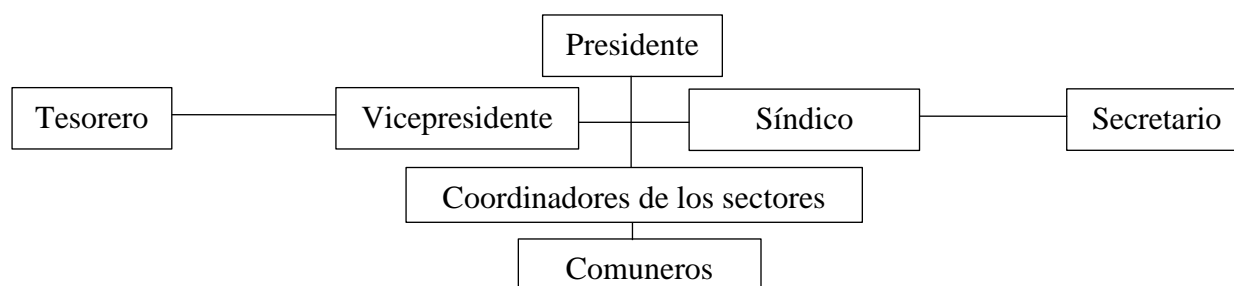 Presidente
Tesorero
Vicepresidente
Síndico
Secretario
Coordinadores de los sectores
Comuneros